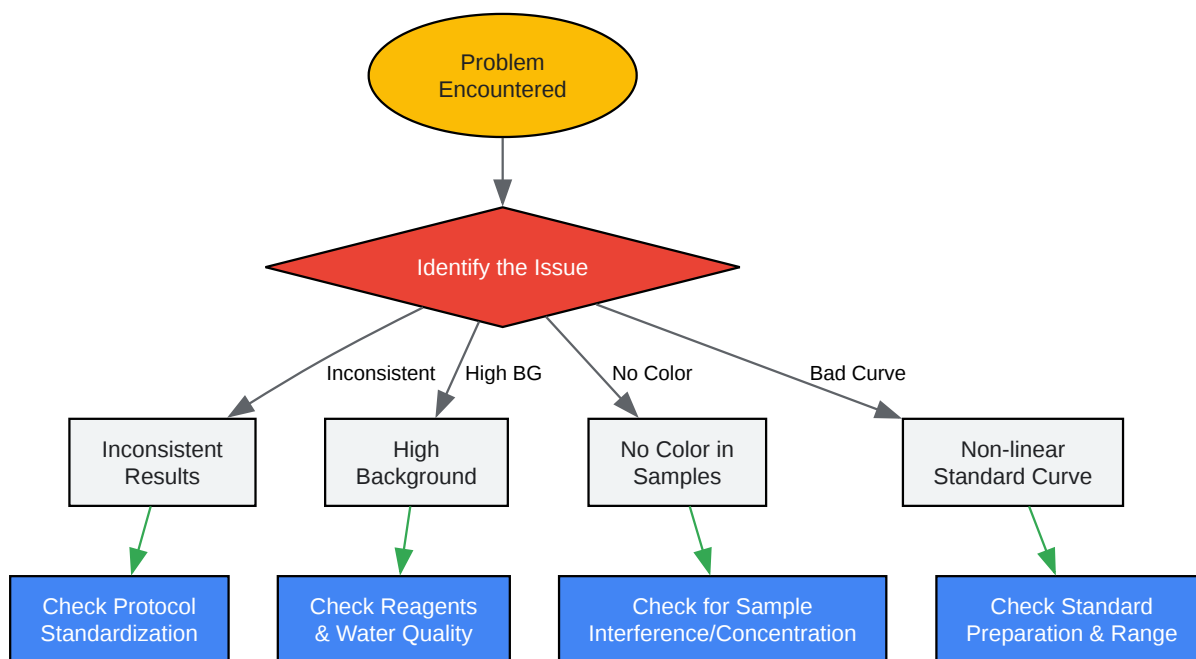 Problem
Encountered
Identify the Issue
Inconsistent
High BG
No Color
Bad Curve
Inconsistent
Results
High
Background
No Color in
Samples
Non-linear
Standard Curve
Check Protocol
Standardization
Check Reagents
& Water Quality
Check for Sample
Interference/Concentration
Check Standard
Preparation & Range